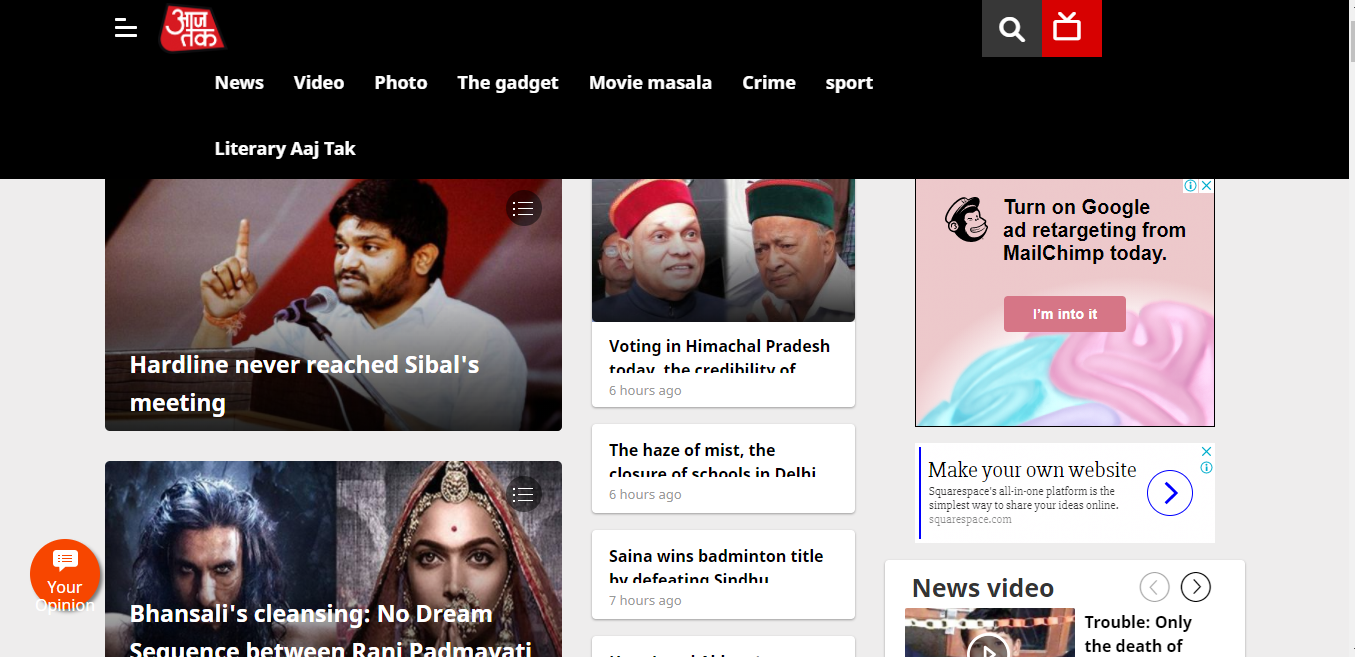 आज
तक
News Video Photo The gadget Movie masala Crime sport
Literary Aaj Tak
Hardline never reached Sibal's
meeting
Bhansali's cleansing: No Dream
Sequence between Rani Padmavati
Your
Opinion
Voting in Himachal Pradesh
today, the credibility of
6 hours ago
The haze of mist, the
closure of schools in Delhi
6 hours ago
Saina wins badminton title
by defeating Sindhu
7 hours ago
Turn on Google
ad retargeting from
MailChimp today.
I'm into it
Make your own website
Squarespace's all-in-one platform is the
simplest way to share your ideas online.
squarespace.com
News video
Trouble: Only
the death of